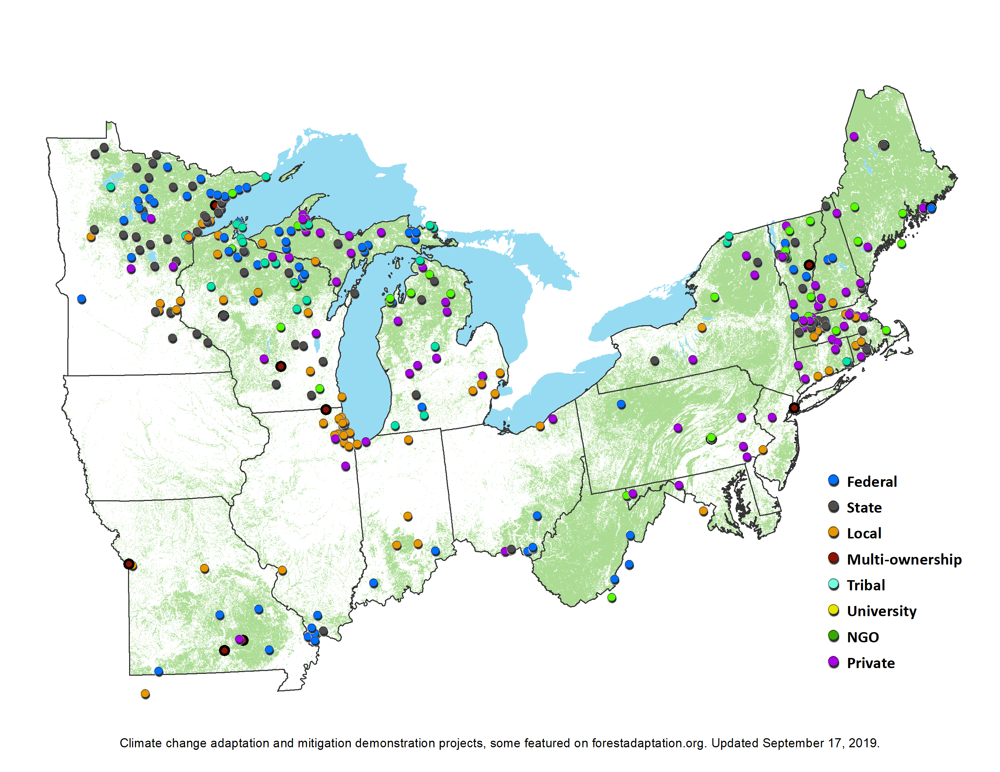 Federal
State
Local
Multi-ownership
Tribal
University
NGO
Private
Climate change adaptation and mitigation demonstration projects, some featured on forestadaptation.org. Updated September 17, 2019.